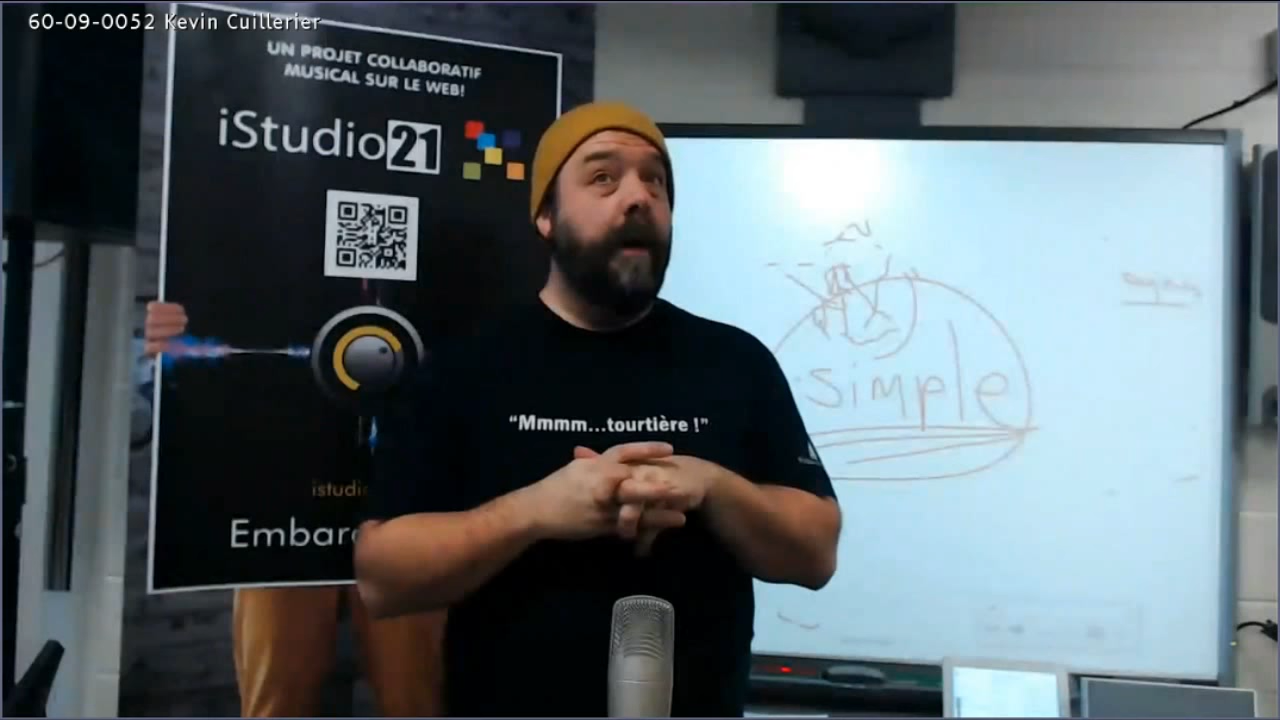 60-09-0052 Kevin Cuillerier
UN PROJET COLLABORATIF
MUSICAL SUR LE WEB!
iStudio21
"Mmmm...tourtière !"
simple
istudi
Embar